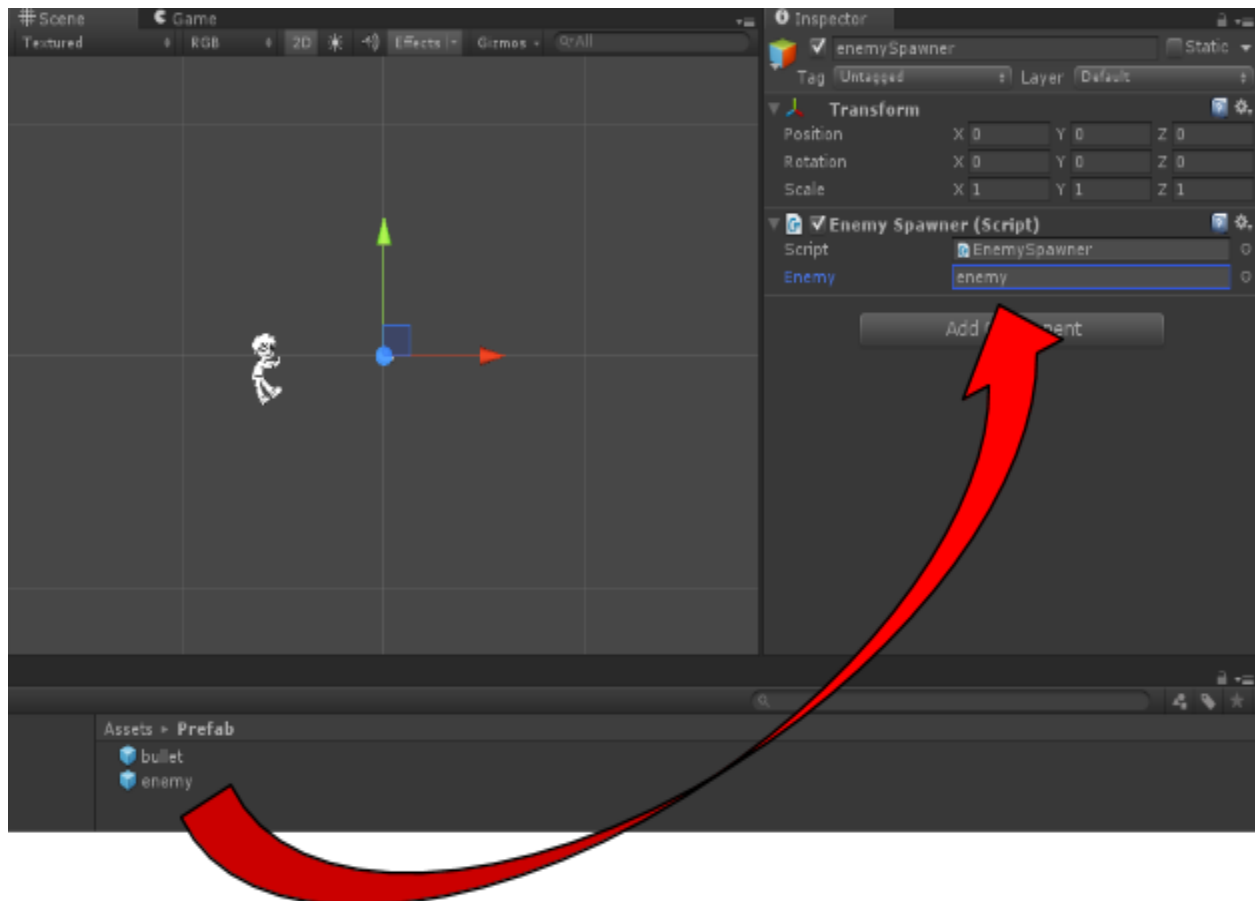 Scene Game
Textured RGB 2D Effects Gizmos All
Inspector
enemySpawner Static
Tag Untagged Layer Default
Transform
Position X 0 Y 0 Z 0
Rotation X 0 Y 0 Z 0
Scale X 1 Y 1 Z 1
Enemy Spawner (Script)
Script EnemySpawner
Enemy enemy
Add
Assets ▸ Prefab
bullet
enemy